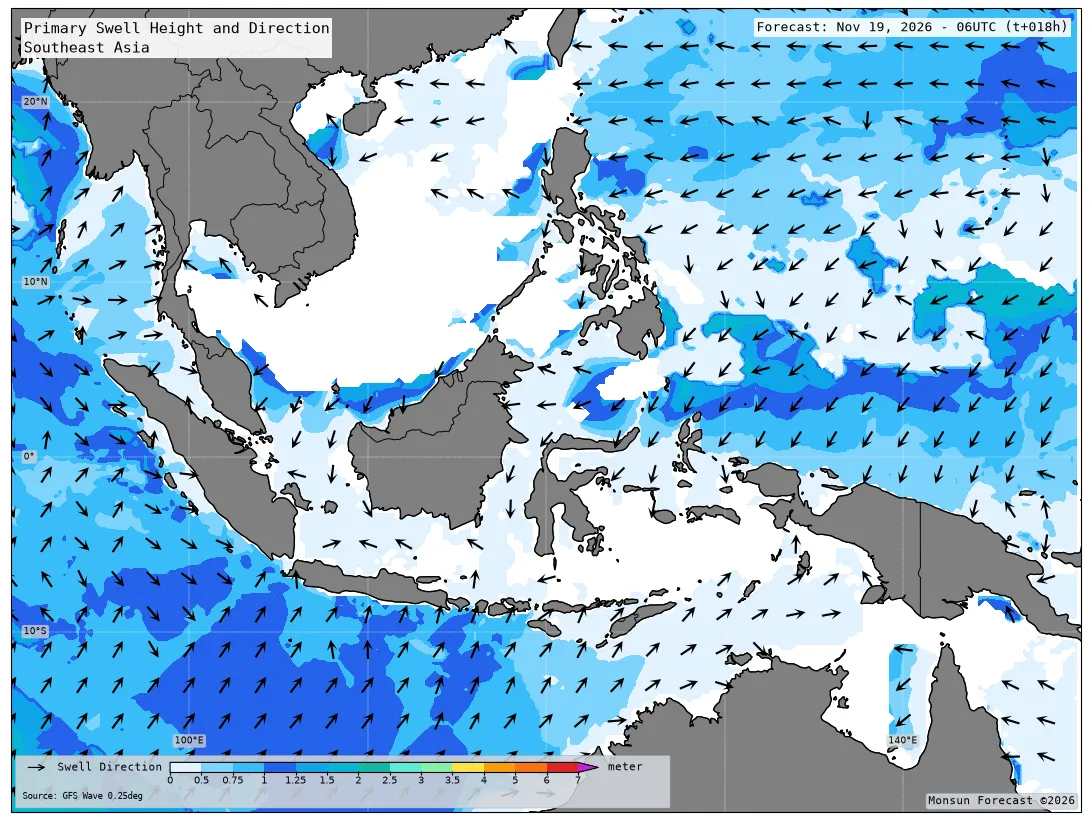 Primary Swell Height and Direction
Southeast Asia
Forecast: Nov 19, 2026 - 06UTC (t+018h)
20°N
10°N
0°
10°S
100°E
140°E
Swell Direction
meter
0 0.5 0.75 1 1.25 1.5 2 2.5 3 3.5 4 5 6 7
Source: GFS Wave 0.25deg
Monsun Forecast ©2026